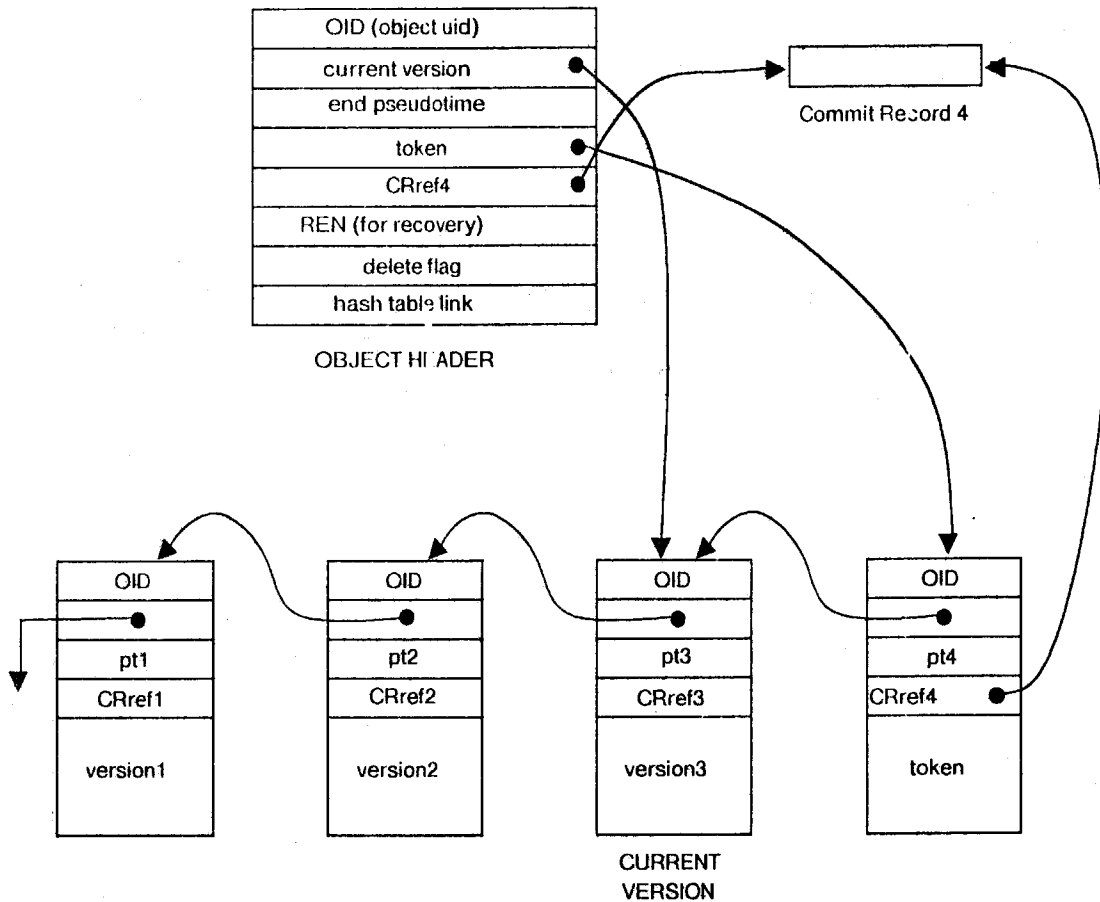 OID (object uid)
current version
end pseudotime
token
CRref4
REN (for recovery)
delete flag
hash table link
OBJECT HEADER
Commit Record 4
OID
pt1
CRref1
version1
OID
pt2
CRref2
version2
OID
pt3
CRref3
version3
CURRENT
VERSION
OID
pt4
CRref4
token